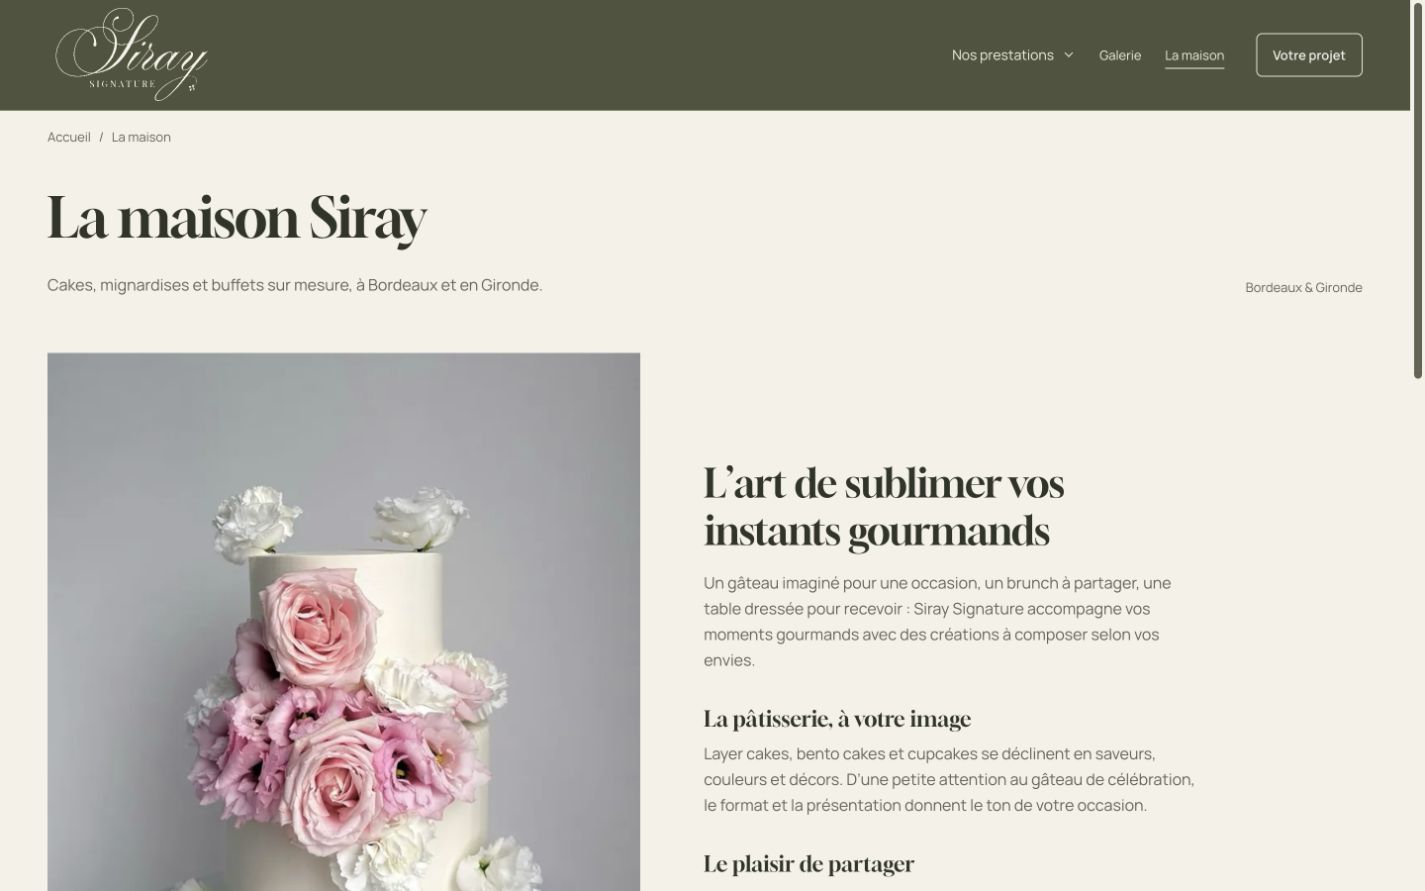 Siray
SIGNATURE
Nos prestations
Galerie
La maison
Votre projet
Accueil / La maison
La maison Siray
Cakes, mignardises et buffets sur mesure, à Bordeaux et en Gironde.
Bordeaux & Gironde
L’art de sublimer vos
instants gourmands
Un gâteau imaginé pour une occasion, un brunch à partager, une
table dressée pour recevoir : Siray Signature accompagne vos
moments gourmands avec des créations à composer selon vos
envies.
La pâtisserie, à votre image
Layer cakes, bento cakes et cupcakes se déclinent en saveurs,
couleurs et décors. D’une petite attention au gâteau de célébration,
le format et la présentation donnent le ton de votre occasion.
Le plaisir de partager